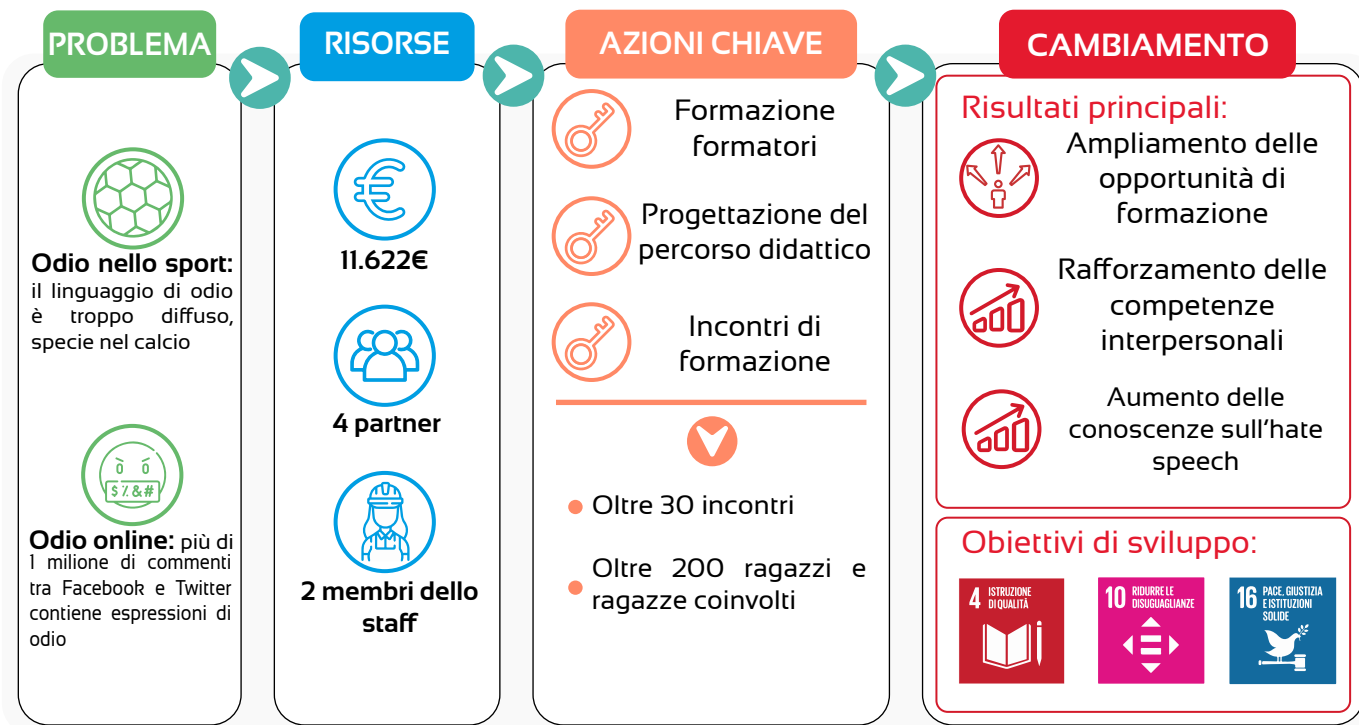 PROBLEMA
Odio nello sport:
il linguaggio di odio
è troppo diffuso,
specie nel calcio
$%&#
Odio online: più di
1 milione di commenti
tra Facebook e Twitter
contiene espressioni di
odio
RISORSE
€
11.622€
4 partner
2 membri dello
staff
AZIONI CHIAVE
Formazione
formatori
Progettazione del
percorso didattico
Incontri di
formazione
Oltre 30 incontri
Oltre 200 ragazzi e
ragazze coinvolti
CAMBIAMENTO
Risultati principali:
Ampliamento delle
opportunità di
formazione
Rafforzamento delle
competenze
interpersonali
Aumento delle
conoscenze sull'hate
speech
Obiettivi di sviluppo:
4 ISTRUZIONE
DI QUALITÀ
10 RIDURRE LE
DISUGUAGLIANZE
16 PACE, GIUSTIZIA
E ISTITUZIONI
SOLIDE